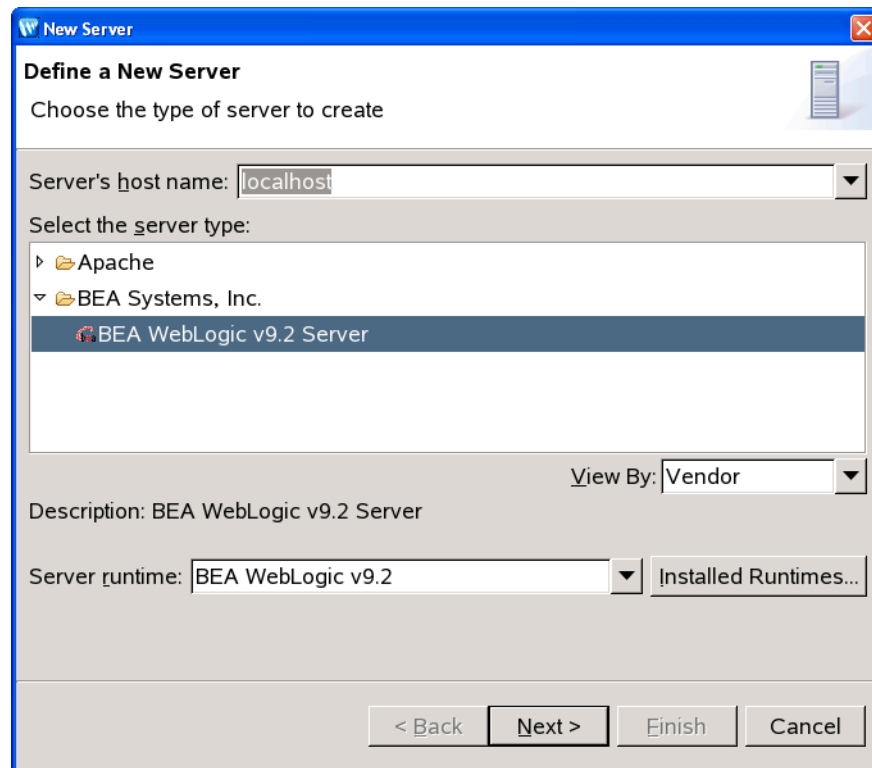 New Server
Define a New Server
Choose the type of server to create
Server's host name: localhost
Select the server type:
Apache
BEA Systems, Inc.
BEA WebLogic v9.2 Server
View By: Vendor
Description: BEA WebLogic v9.2 Server
Server runtime: BEA WebLogic v9.2 Installed Runtimes...
< Back Next > Finish Cancel